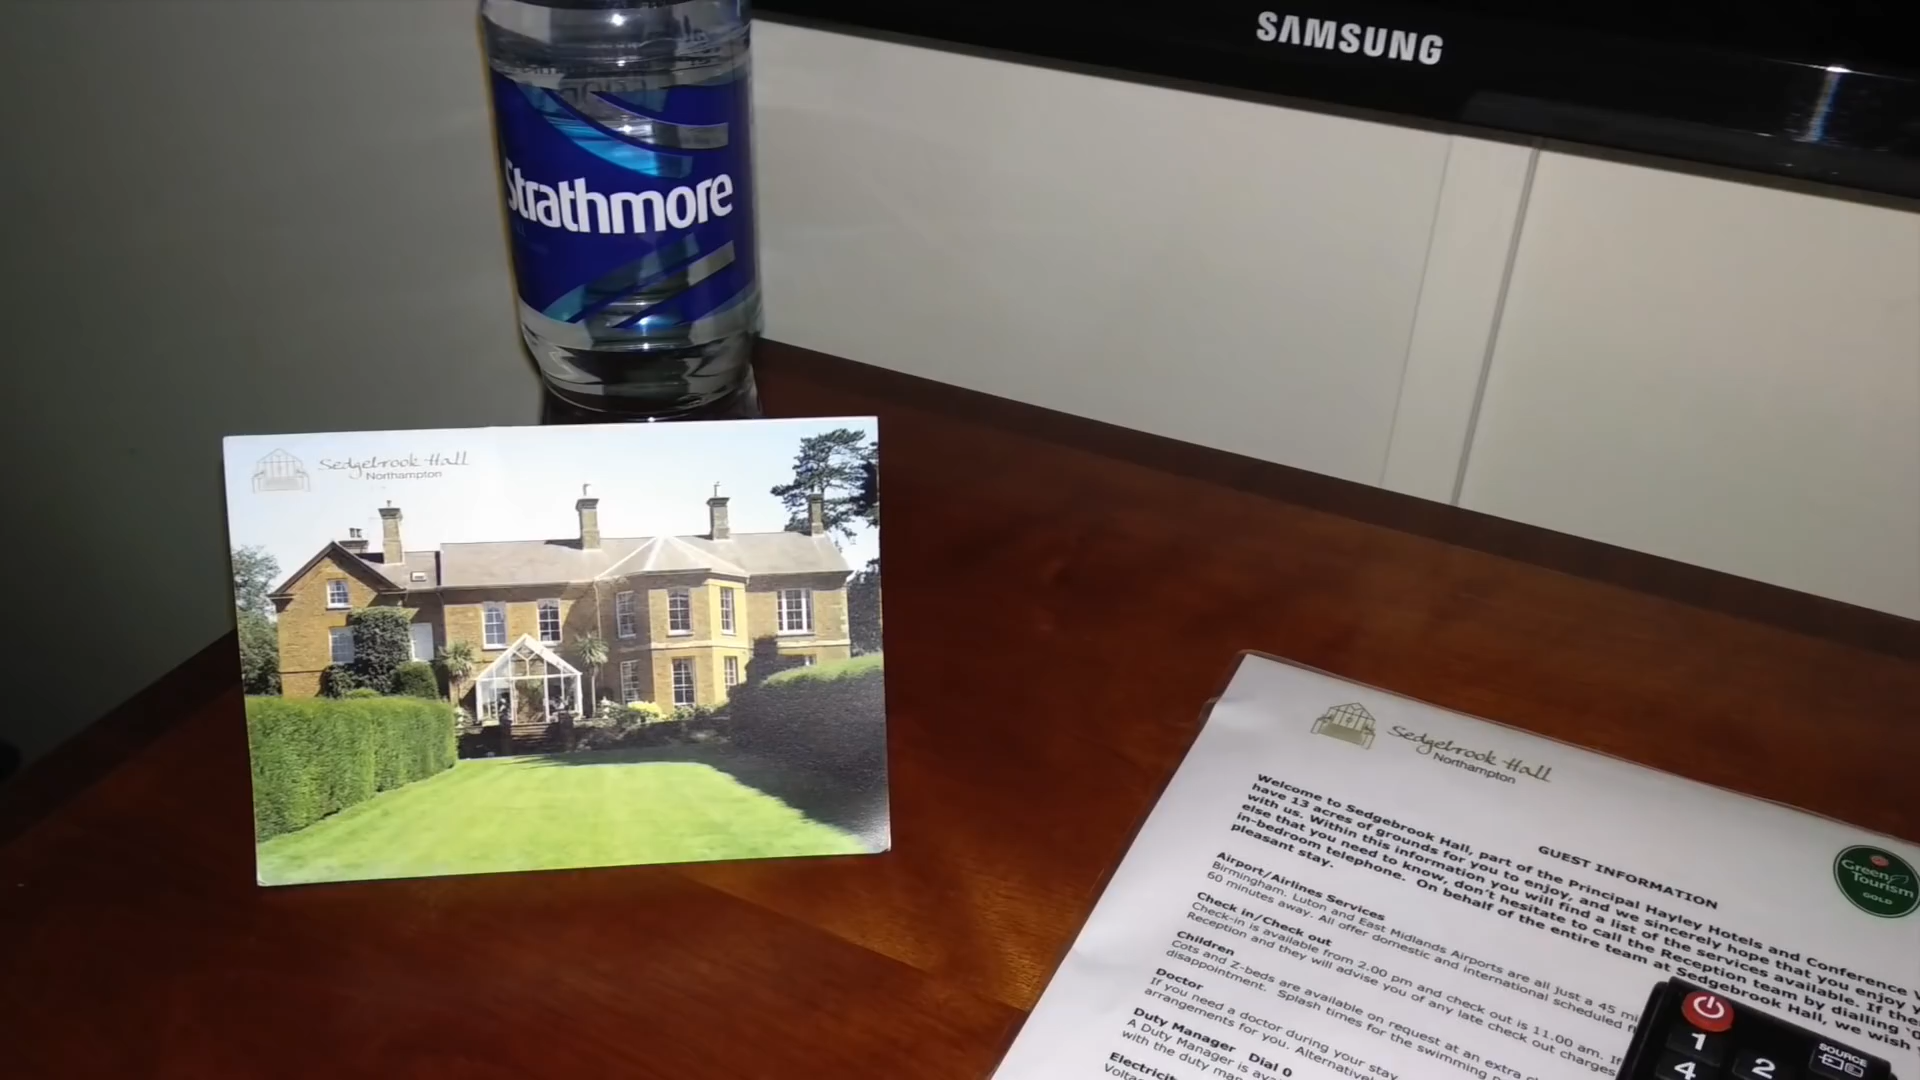 SAMSUNG
Strathmore
Sedgebrook Hall
Northampton
Sedgebrook Hall
Northampton
GUEST INFORMATION
Welcome to Sedgebrook Hall, part of the Principal Hayley Hotels and Conference
have 13 acres of grounds for you to enjoy, and we sincerely hope that you enjoy
with us. Within this information you will find a list of the services available. If
else that you need to know, don't hesitate to call the Reception team by dialling
in-bedroom telephone. On behalf of the entire team at Sedgebrook Hall, we wish
pleasant stay.
Green
Tourism
GOLD
Airport/Airlines Services
Birmingham, Luton and East Midlands Airports are all just a 45
60 minutes away. All offer domestic and international scheduled
Check in/Check out
Check-in is available from 2.00 pm and check out is 11.00 am. If
Reception and they will advise you of any late check out charges
Children
Cots and Z-beds are available on request at an extra
disappointment. Splash times for the swimming
Doctor
If you need a doctor during your stay
arrangements for you. Alternatively
Duty Manager Dial 0
A Duty Manager is
with the duty
Electricity
1
2
4
SOURCE